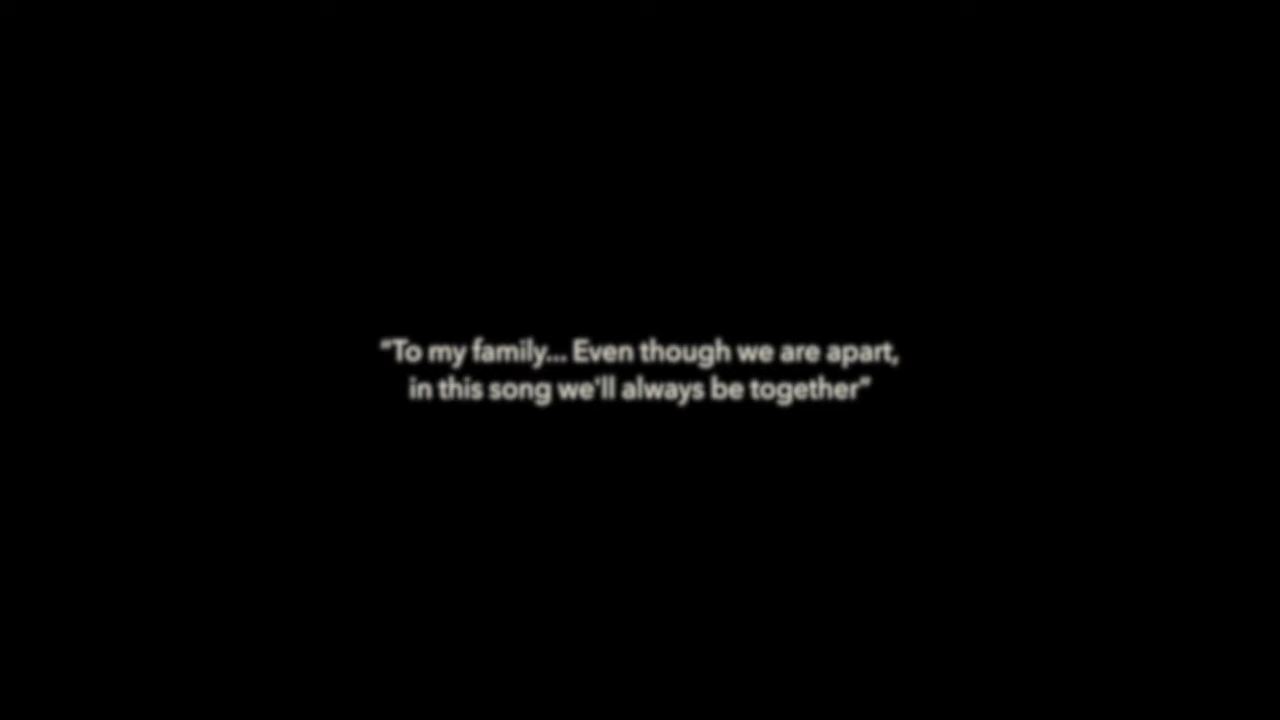 "To my family... Even though we are apart,
in this song we'll always be together"